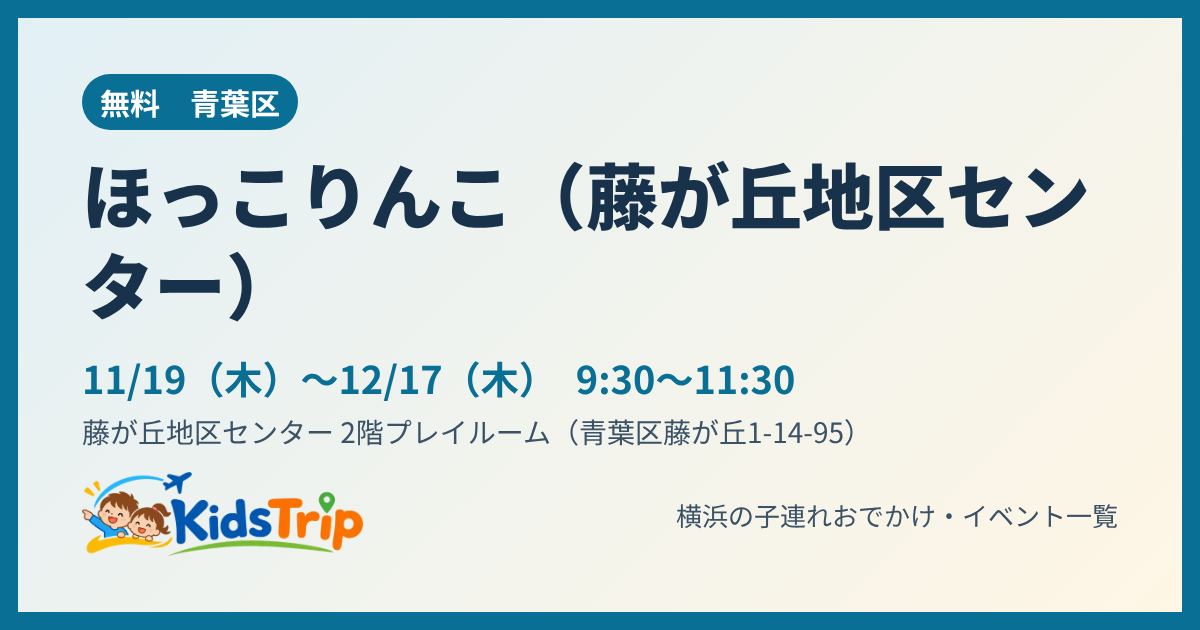 無料　青葉区
ほっこりんこ（藤が丘地区セン
ター）
11/19（木）〜12/17（木）　9:30〜11:30
藤が丘地区センター 2階プレイルーム（青葉区藤が丘1-14-95）
KidsTrip
横浜の子連れおでかけ・イベント一覧